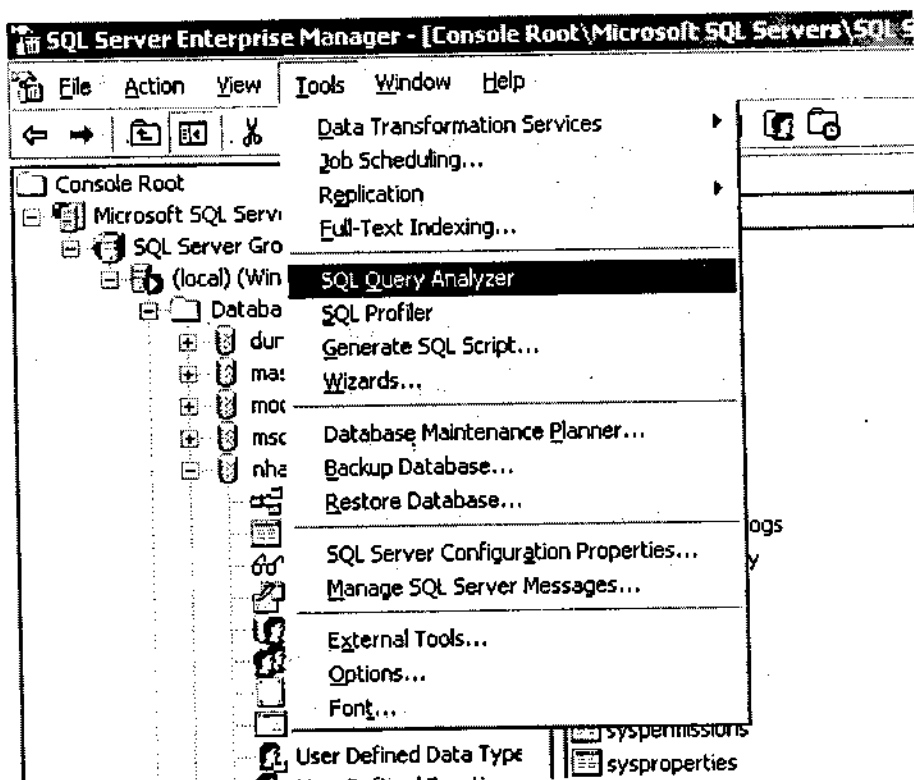 SQL Server Enterprise Manager - [Console Root\Microsoft SQL Servers\SQL S
File Action View Tools Window Help
Data Transformation Services
Job Scheduling...
Replication
Full-Text Indexing...
SQL Query Analyzer
SQL Profiler
Generate SQL Script...
Wizards...
Database Maintenance Planner...
Backup Database...
Restore Database...
SQL Server Configuration Properties...
Manage SQL Server Messages...
External Tools...
Options...
Font...
Console Root
Microsoft SQL Serv
SQL Server Gro
(local) (Win
Databa
dur
mas
mod
msc
nha
User Defined Data Type
ogs
y
syspermissions
sysproperties